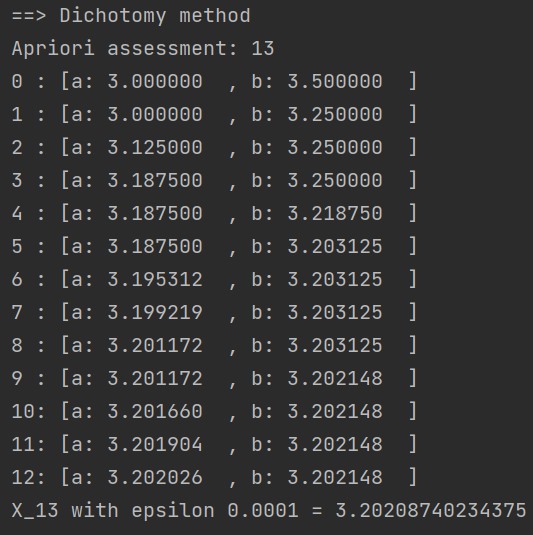 ==> Dichotomy method
Apriori assessment: 13
0 : [a: 3.000000  , b: 3.500000  ]
1 : [a: 3.000000  , b: 3.250000  ]
2 : [a: 3.125000  , b: 3.250000  ]
3 : [a: 3.187500  , b: 3.250000  ]
4 : [a: 3.187500  , b: 3.218750  ]
5 : [a: 3.187500  , b: 3.203125  ]
6 : [a: 3.195312  , b: 3.203125  ]
7 : [a: 3.199219  , b: 3.203125  ]
8 : [a: 3.201172  , b: 3.203125  ]
9 : [a: 3.201172  , b: 3.202148  ]
10: [a: 3.201660  , b: 3.202148  ]
11: [a: 3.201904  , b: 3.202148  ]
12: [a: 3.202026  , b: 3.202148  ]
X_13 with epsilon 0.0001 = 3.20208740234375